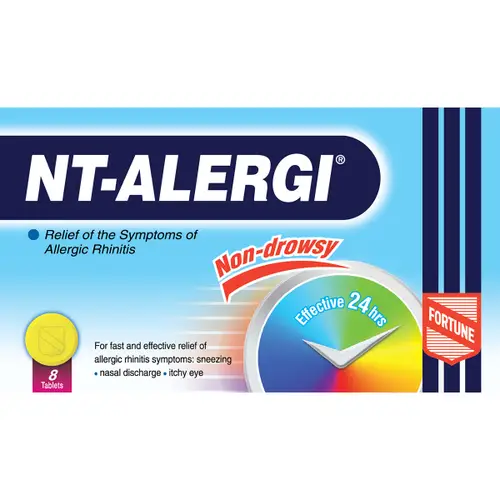 NT-ALERGI®
Relief of the Symptoms of
Allergic Rhinitis
Non-drowsy
Effective 24 hrs
FORTUNE
For fast and effective relief of
allergic rhinitis symptoms: sneezing
• nasal discharge • itchy eye
8
Tablets